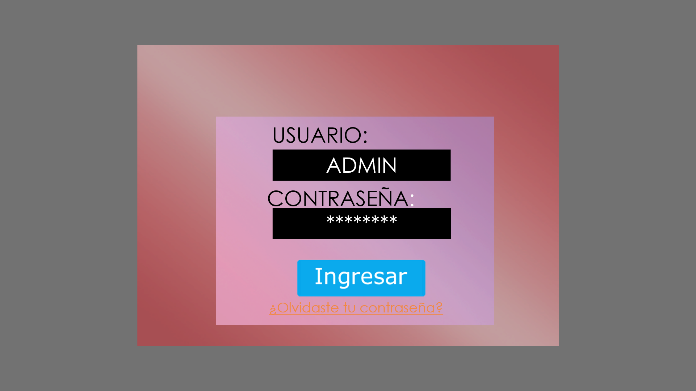 USUARIO:
ADMIN
CONTRASEÑA:
********
Ingresar
¿Olvidaste tu contraseña?